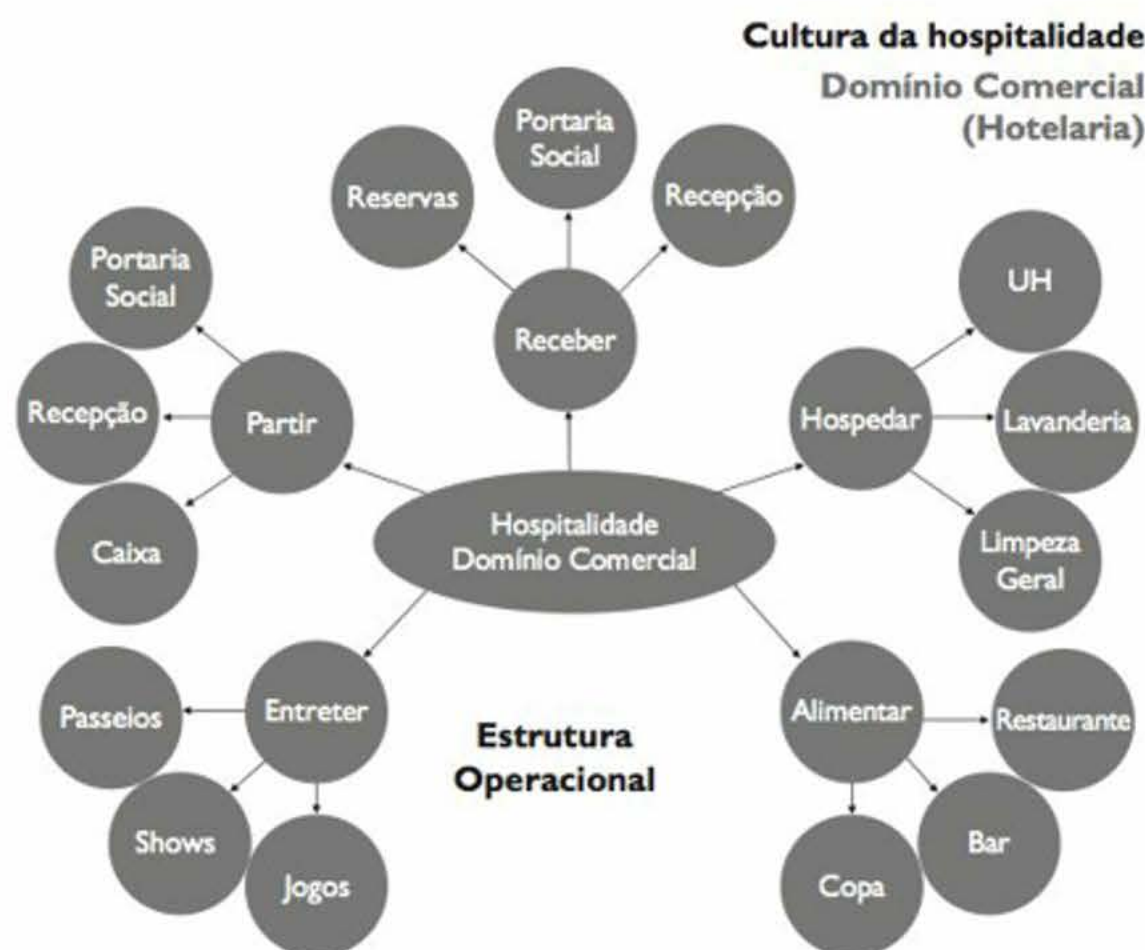 Cultura da hospitalidade
Domínio Comercial
(Hotelaria)
Portaria
Social
Reservas
Recepção
Receber
Portaria
Social
Recepção
Partir
Caixa
UH
Hospedar
Lavanderia
Limpeza
Geral
Hospitalidade
Domínio Comercial
Passeios
Entreter
Shows
Jogos
Estrutura
Operacional
Alimentar
Restaurante
Bar
Copa